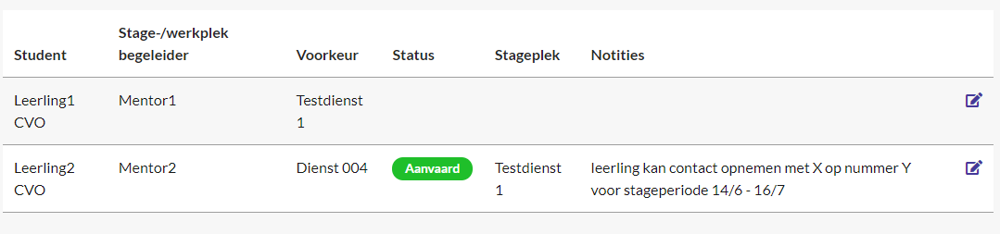 Student Stage-/werkplek begeleider Voorkeur Status Stageplek Notities
Leerling1 CVO Mentor1 Testdienst 1
Leerling2 CVO Mentor2 Dienst 004 Aanvaard Testdienst 1 leerling kan contact opnemen met X op nummer Y voor stageperiode 14/6 - 16/7